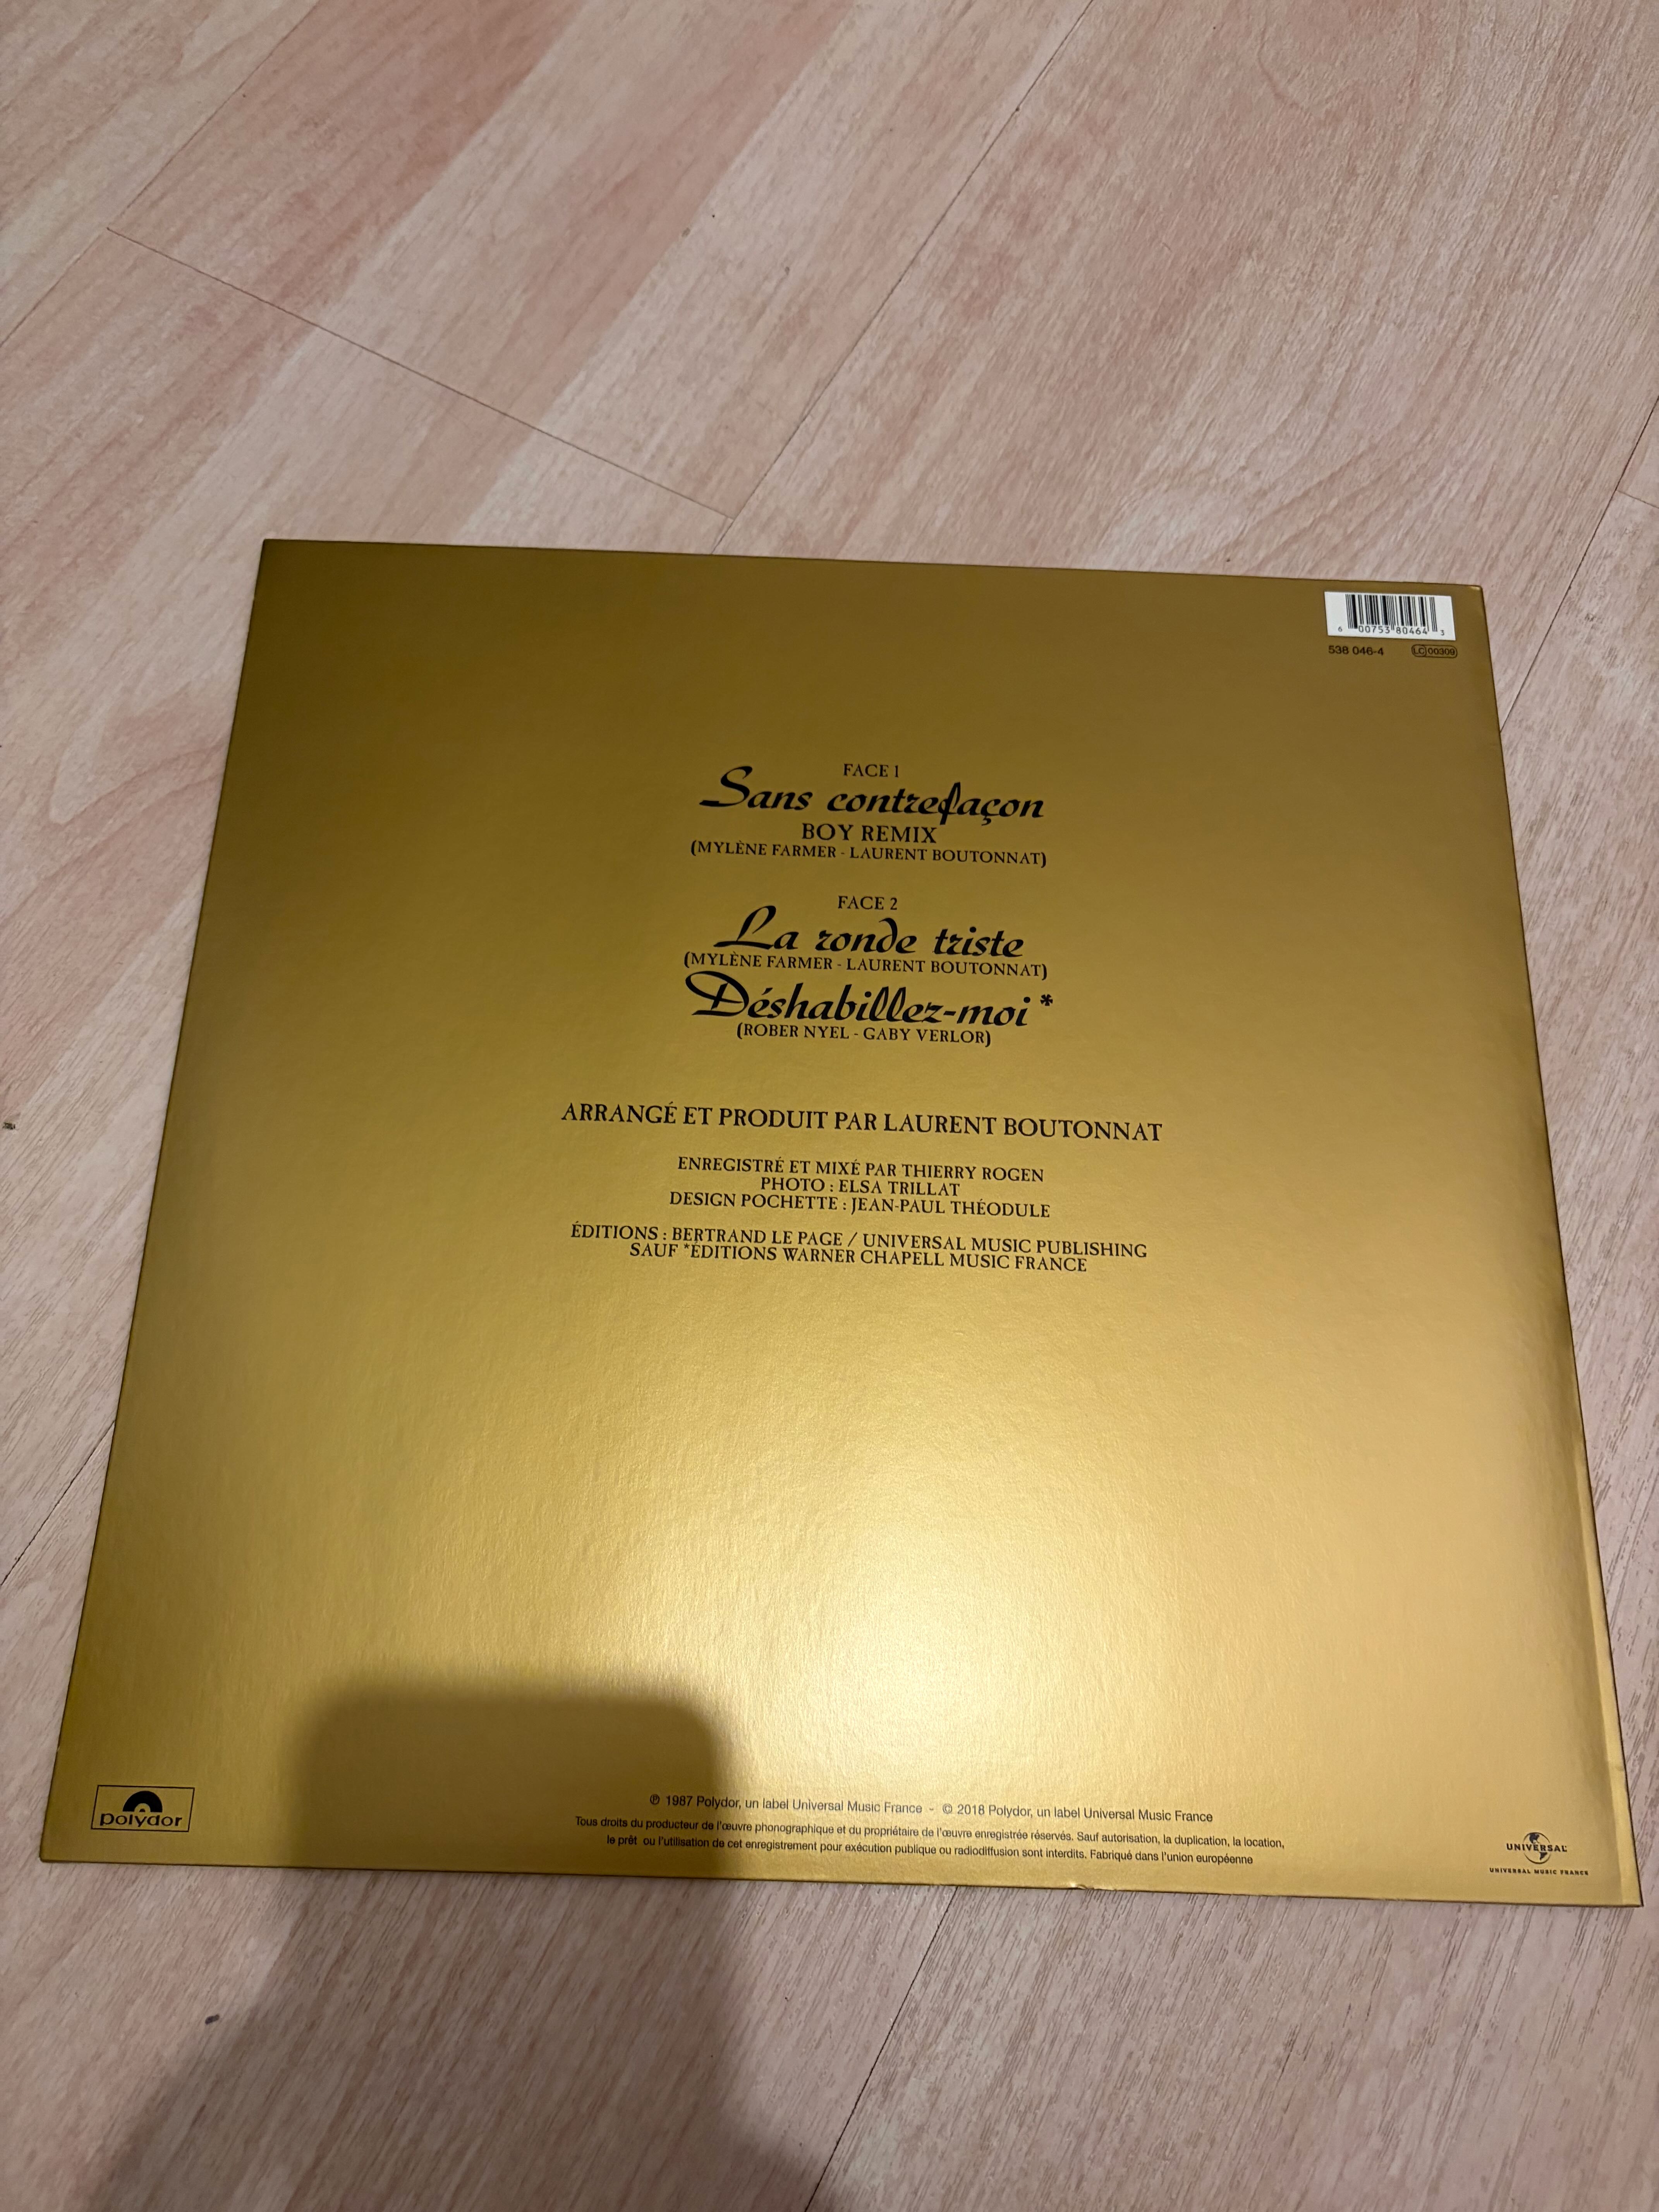 6 00753 80464 3
538 046-4 LC 00309
FACE 1
Sans contrefaçon
BOY REMIX
(MYLÈNE FARMER - LAURENT BOUTONNAT)
FACE 2
La ronde triste
(MYLÈNE FARMER - LAURENT BOUTONNAT)
Déshabillez-moi*
(ROBER NYEL - GABY VERLOR)
ARRANGÉ ET PRODUIT PAR LAURENT BOUTONNAT
ENREGISTRÉ ET MIXÉ PAR THIERRY ROGEN
PHOTO : ELSA TRILLAT
DESIGN POCHETTE : JEAN-PAUL THÉODULE
ÉDITIONS : BERTRAND LE PAGE / UNIVERSAL MUSIC PUBLISHING
SAUF *ÉDITIONS WARNER CHAPELL MUSIC FRANCE
℗ 1987 Polydor, un label Universal Music France - © 2018 Polydor, un label Universal Music France
Tous droits du producteur de l'œuvre phonographique et du propriétaire de l'œuvre enregistrée réservés. Sauf autorisation, la duplication, la location,
le prêt ou l'utilisation de cet enregistrement pour exécution publique ou radiodiffusion sont interdits. Fabriqué dans l'union européenne
polydor
UNIVERSAL
UNIVERSAL MUSIC FRANCE